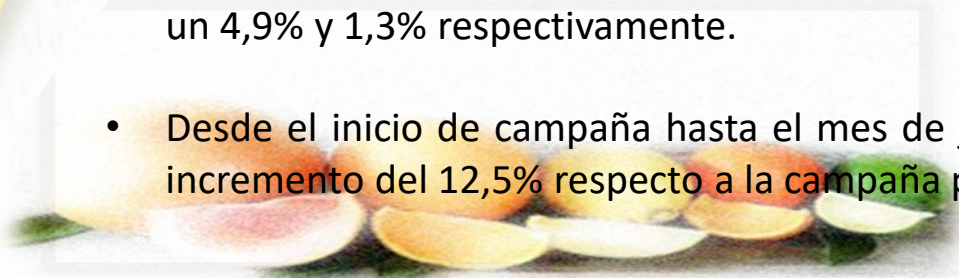 un 4,9% y 1,3% respectivamente.
• Desde el inicio de campaña hasta el mes de
incremento del 12,5% respecto a la campaña